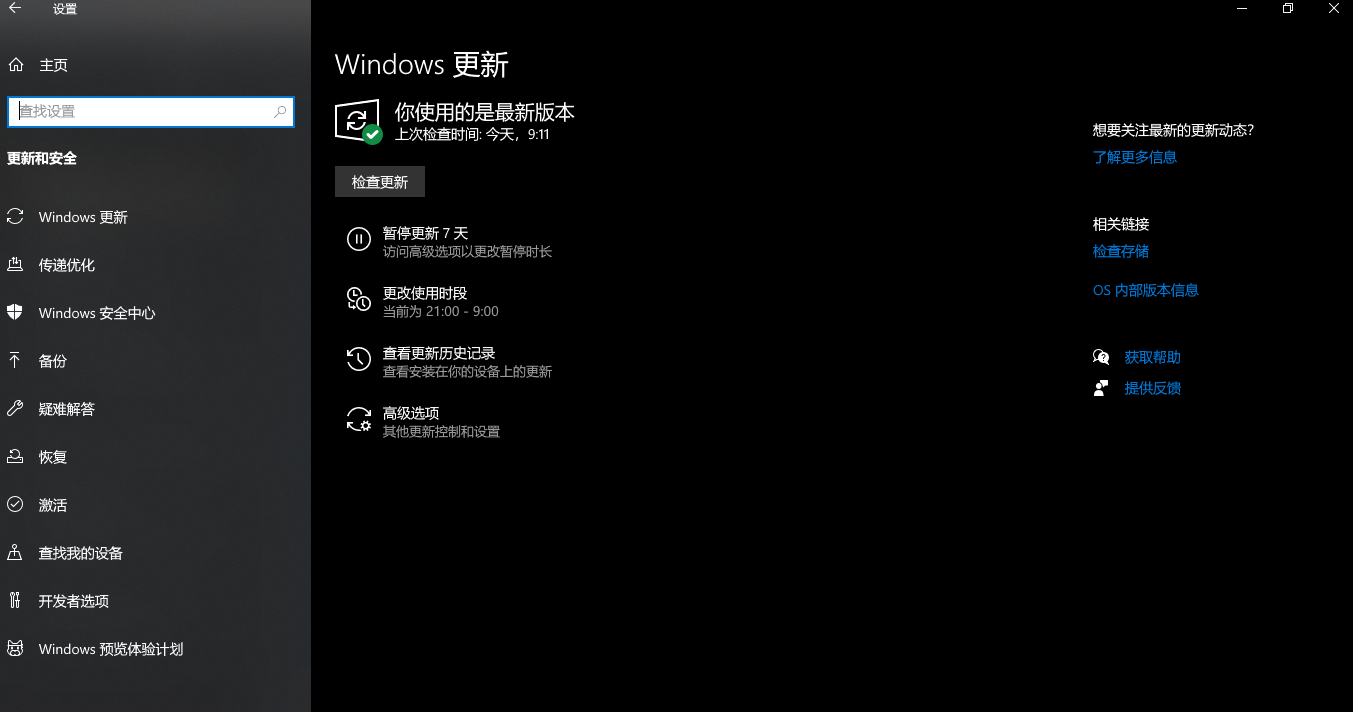 设置
主页
查找设置
更新和安全
Windows 更新
传递优化
Windows 安全中心
备份
疑难解答
恢复
激活
查找我的设备
开发者选项
Windows 预览体验计划
Windows 更新
你使用的是最新版本
上次检查时间: 今天，9:11
检查更新
暂停更新 7 天
访问高级选项以更改暂停时长
更改使用时段
当前为 21:00 - 9:00
查看更新历史记录
查看安装在你的设备上的更新
高级选项
其他更新控制和设置
想要关注最新的更新动态?
了解更多信息
相关链接
检查存储
OS 内部版本信息
获取帮助
提供反馈